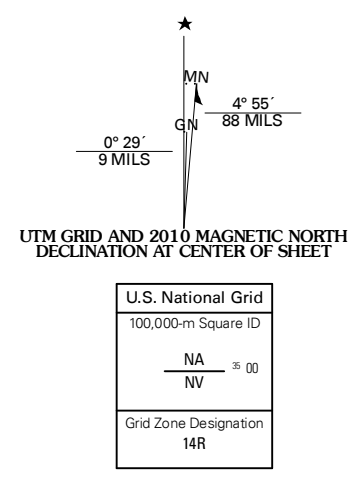 ★
MN
4° 55´
88 MILS
GN
0° 29´
9 MILS
UTM GRID AND 2010 MAGNETIC NORTH
DECLINATION AT CENTER OF SHEET
U.S. National Grid
100,000-m Square ID
NA
35 00
NV
Grid Zone Designation
14R